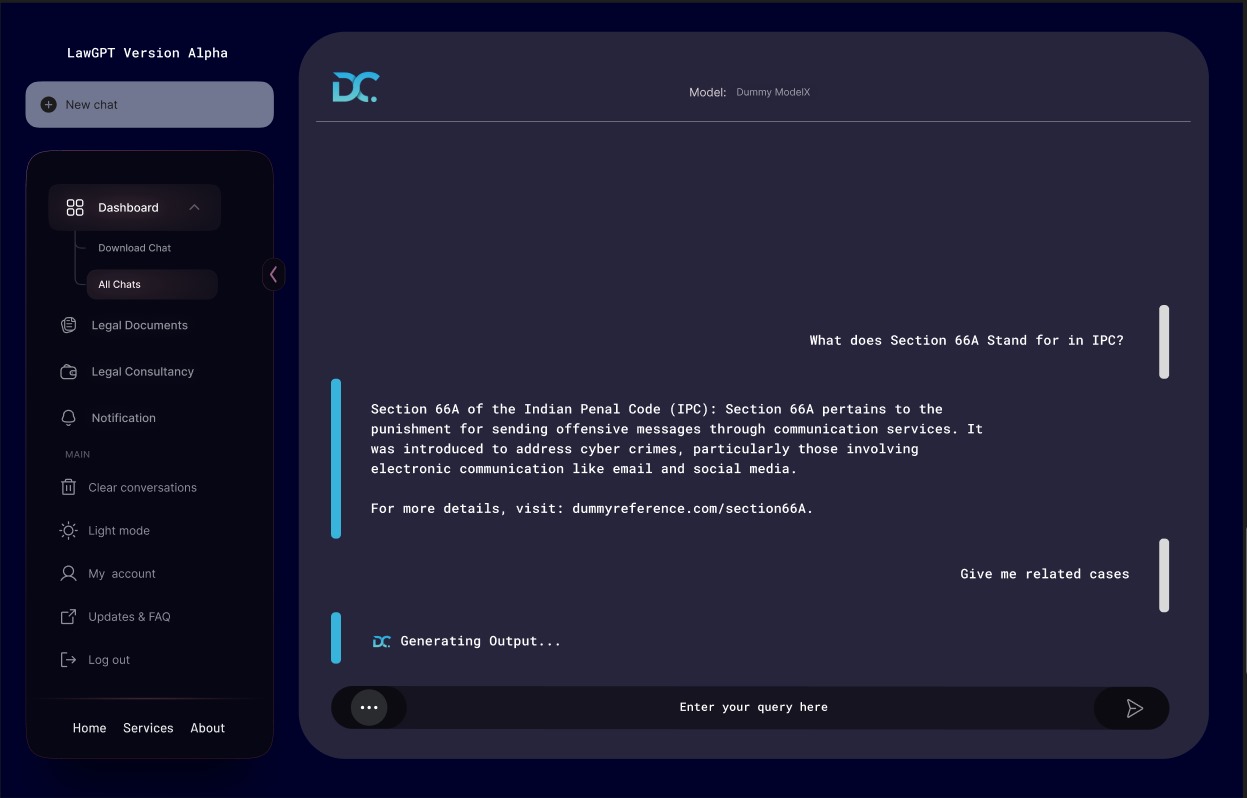 LawGPT Version Alpha
New chat
Dashboard
Download Chat
All Chats
Legal Documents
Legal Consultancy
Notification
MAIN
Clear conversations
Light mode
My account
Updates & FAQ
Log out
Home Services About
DC.
Model: Dummy ModelX
What does Section 66A Stand for in IPC?
Section 66A of the Indian Penal Code (IPC): Section 66A pertains to the
punishment for sending offensive messages through communication services. It
was introduced to address cyber crimes, particularly those involving
electronic communication like email and social media.
For more details, visit: dummyreference.com/section66A.
Give me related cases
DC. Generating Output...
Enter your query here